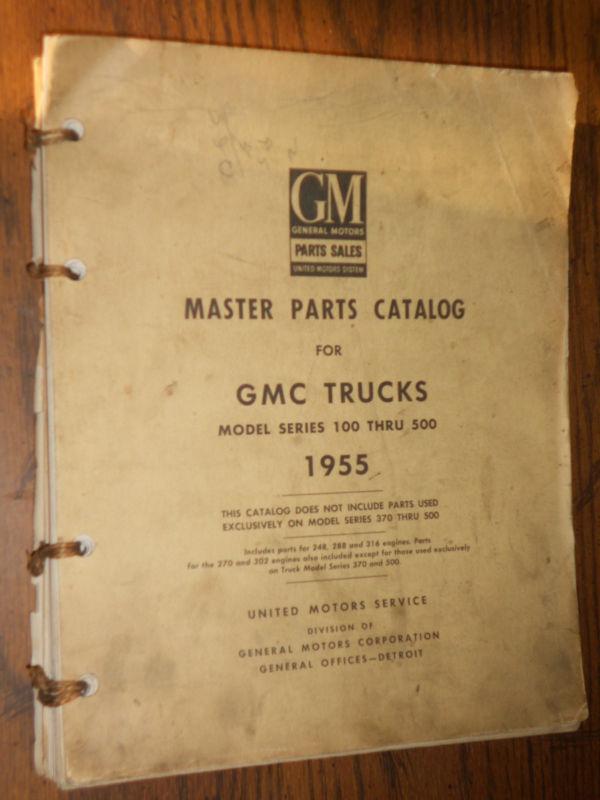 GM
GENERAL MOTORS
PARTS SALES
UNITED MOTORS SYSTEM
MASTER PARTS CATALOG
FOR
GMC TRUCKS
MODEL SERIES 100 THRU 500
1955
THIS CATALOG DOES NOT INCLUDE PARTS USED
EXCLUSIVELY ON MODEL SERIES 370 THRU 500
Includes parts for 248, 288 and 316 engines. Parts
for the 270 and 302 engines also included except for those used exclusively
on Truck Model Series 370 and 500.
UNITED MOTORS SERVICE
DIVISION OF
GENERAL MOTORS CORPORATION
GENERAL OFFICES—DETROIT